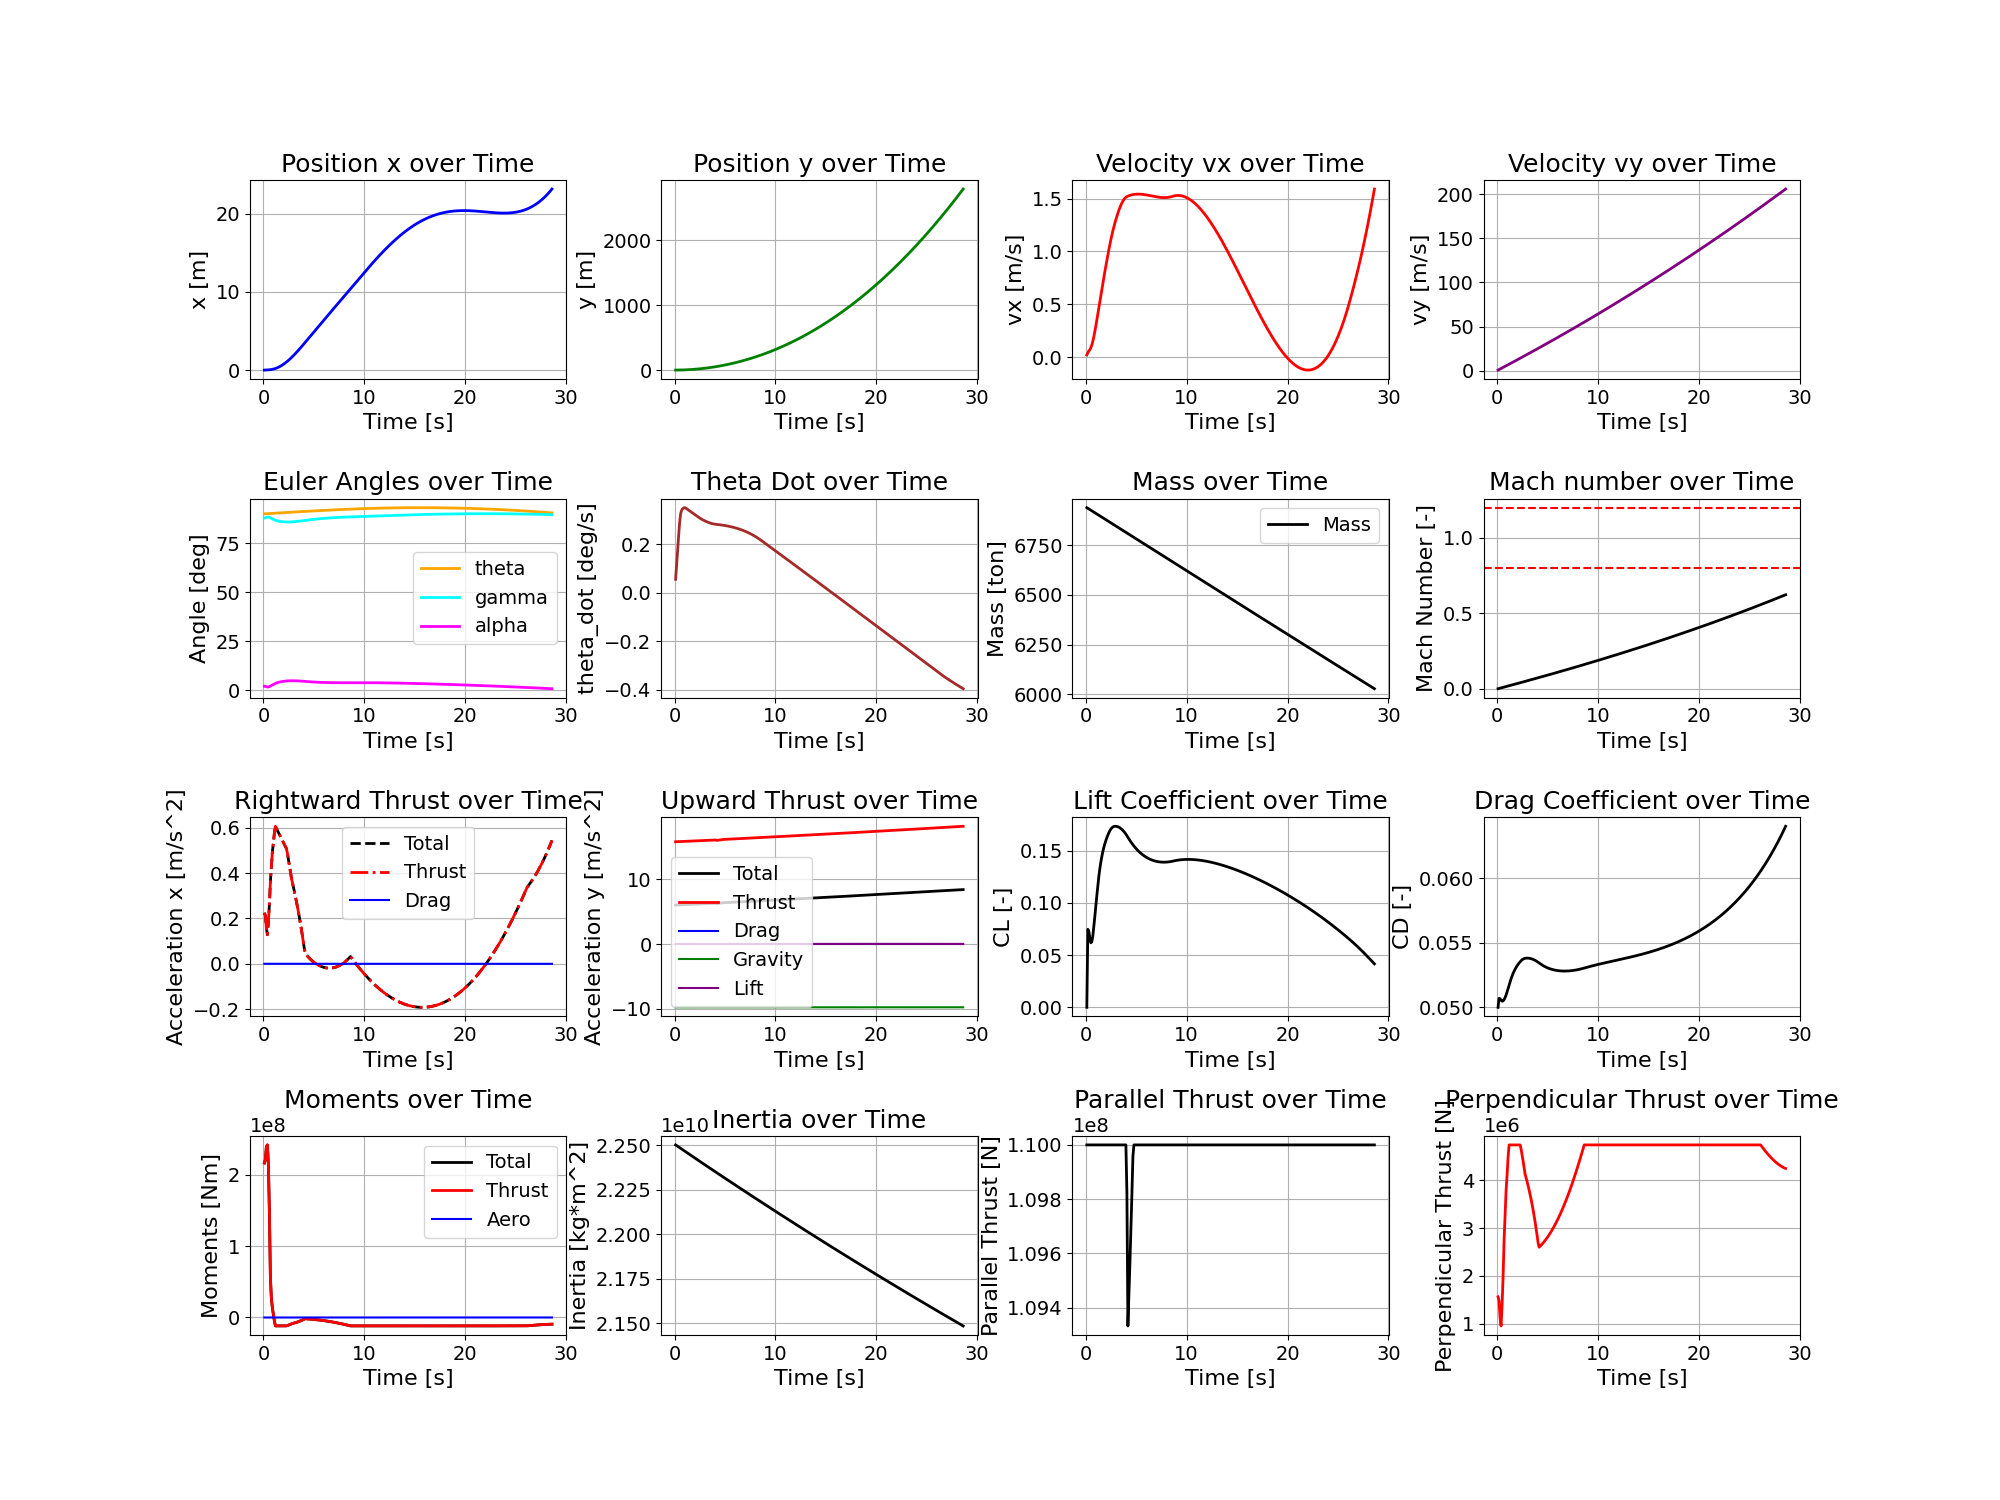 Position x over Time
x [m]
20
10
0
0 10 20 30
Time [s]
Position y over Time
y [m]
2000
1000
0
0 10 20 30
Time [s]
Velocity vx over Time
vx [m/s]
1.5
1.0
0.5
0.0
0 10 20 30
Time [s]
Velocity vy over Time
vy [m/s]
200
150
100
50
0
0 10 20 30
Time [s]
Euler Angles over Time
Angle [deg]
75
50
25
0
theta
gamma
alpha
0 10 20 30
Time [s]
Theta Dot over Time
theta_dot [deg/s]
0.2
0.0
−0.2
−0.4
0 10 20 30
Time [s]
Mass over Time
Mass [ton]
6750
6500
6250
6000
Mass
0 10 20 30
Time [s]
Mach number over Time
Mach Number [-]
1.0
0.5
0.0
0 10 20 30
Time [s]
Rightward Thrust over Time
Acceleration x [m/s^2]
0.6
0.4
0.2
0.0
−0.2
Total
Thrust
Drag
0 10 20 30
Time [s]
Upward Thrust over Time
Acceleration y [m/s^2]
10
0
−10
Total
Thrust
Drag
Gravity
Lift
0 10 20 30
Time [s]
Lift Coefficient over Time
CL [-]
0.15
0.10
0.05
0.00
0 10 20 30
Time [s]
Drag Coefficient over Time
CD [-]
0.060
0.055
0.050
0 10 20 30
Time [s]
Moments over Time
1e8
Moments [Nm]
2
1
0
Total
Thrust
Aero
0 10 20 30
Time [s]
Inertia over Time
1e10
Inertia [kg*m^2]
2.250
2.225
2.200
2.175
2.150
0 10 20 30
Time [s]
Parallel Thrust over Time
1e8
Parallel Thrust [N]
1.100
1.098
1.096
1.094
0 10 20 30
Time [s]
Perpendicular Thrust over Time
1e6
Perpendicular Thrust [N]
4
3
2
1
0 10 20 30
Time [s]